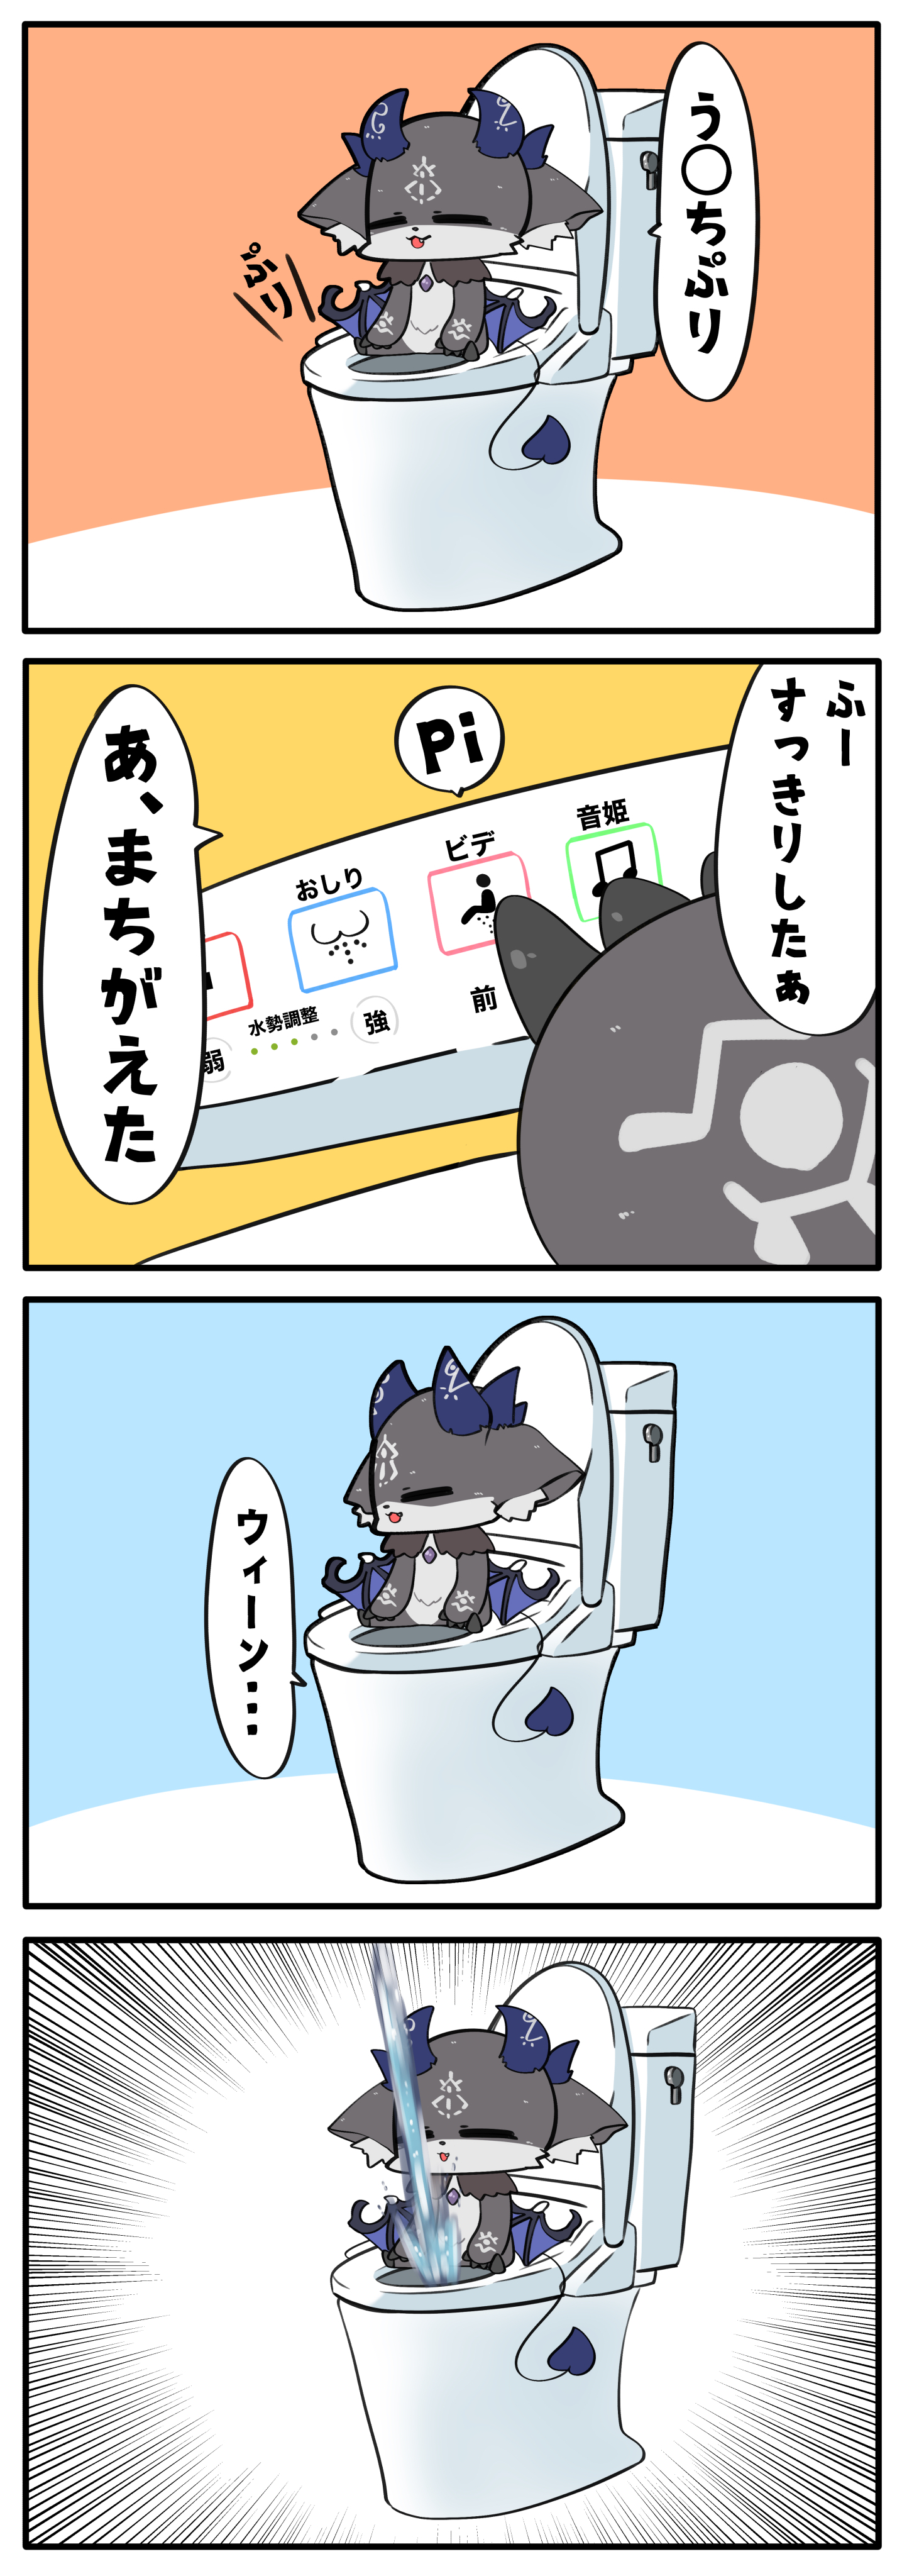 う○ちぷり
ぷり
ふー
すっきりしたぁ
Pi
音姫
ビデ
おしり
前
水勢調整
強
弱
あ、まちがえた
ウィーン……